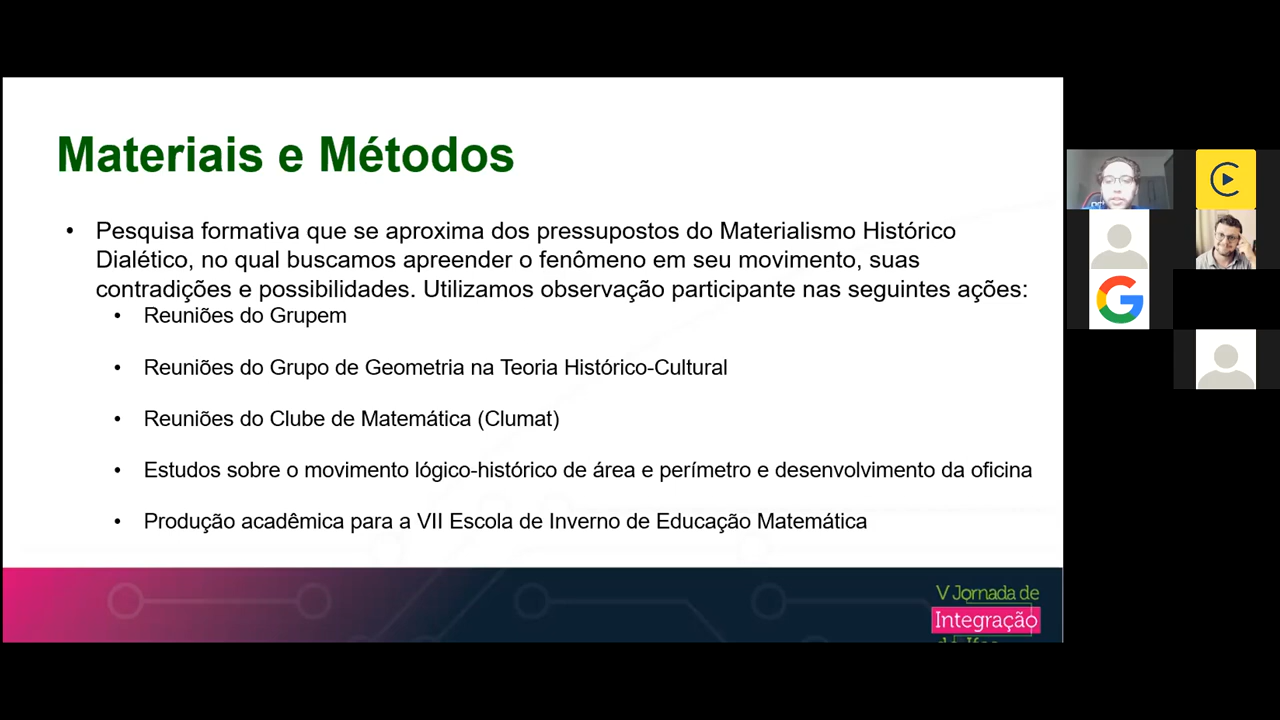 Materiais e Métodos
• Pesquisa formativa que se aproxima dos pressupostos do Materialismo Histórico
Dialético, no qual buscamos apreender o fenômeno em seu movimento, suas
contradições e possibilidades. Utilizamos observação participante nas seguintes ações:
• Reuniões do Grupem
• Reuniões do Grupo de Geometria na Teoria Histórico-Cultural
• Reuniões do Clube de Matemática (Clumat)
• Estudos sobre o movimento lógico-histórico de área e perímetro e desenvolvimento da oficina
• Produção acadêmica para a VII Escola de Inverno de Educação Matemática
V Jornada de
Integração